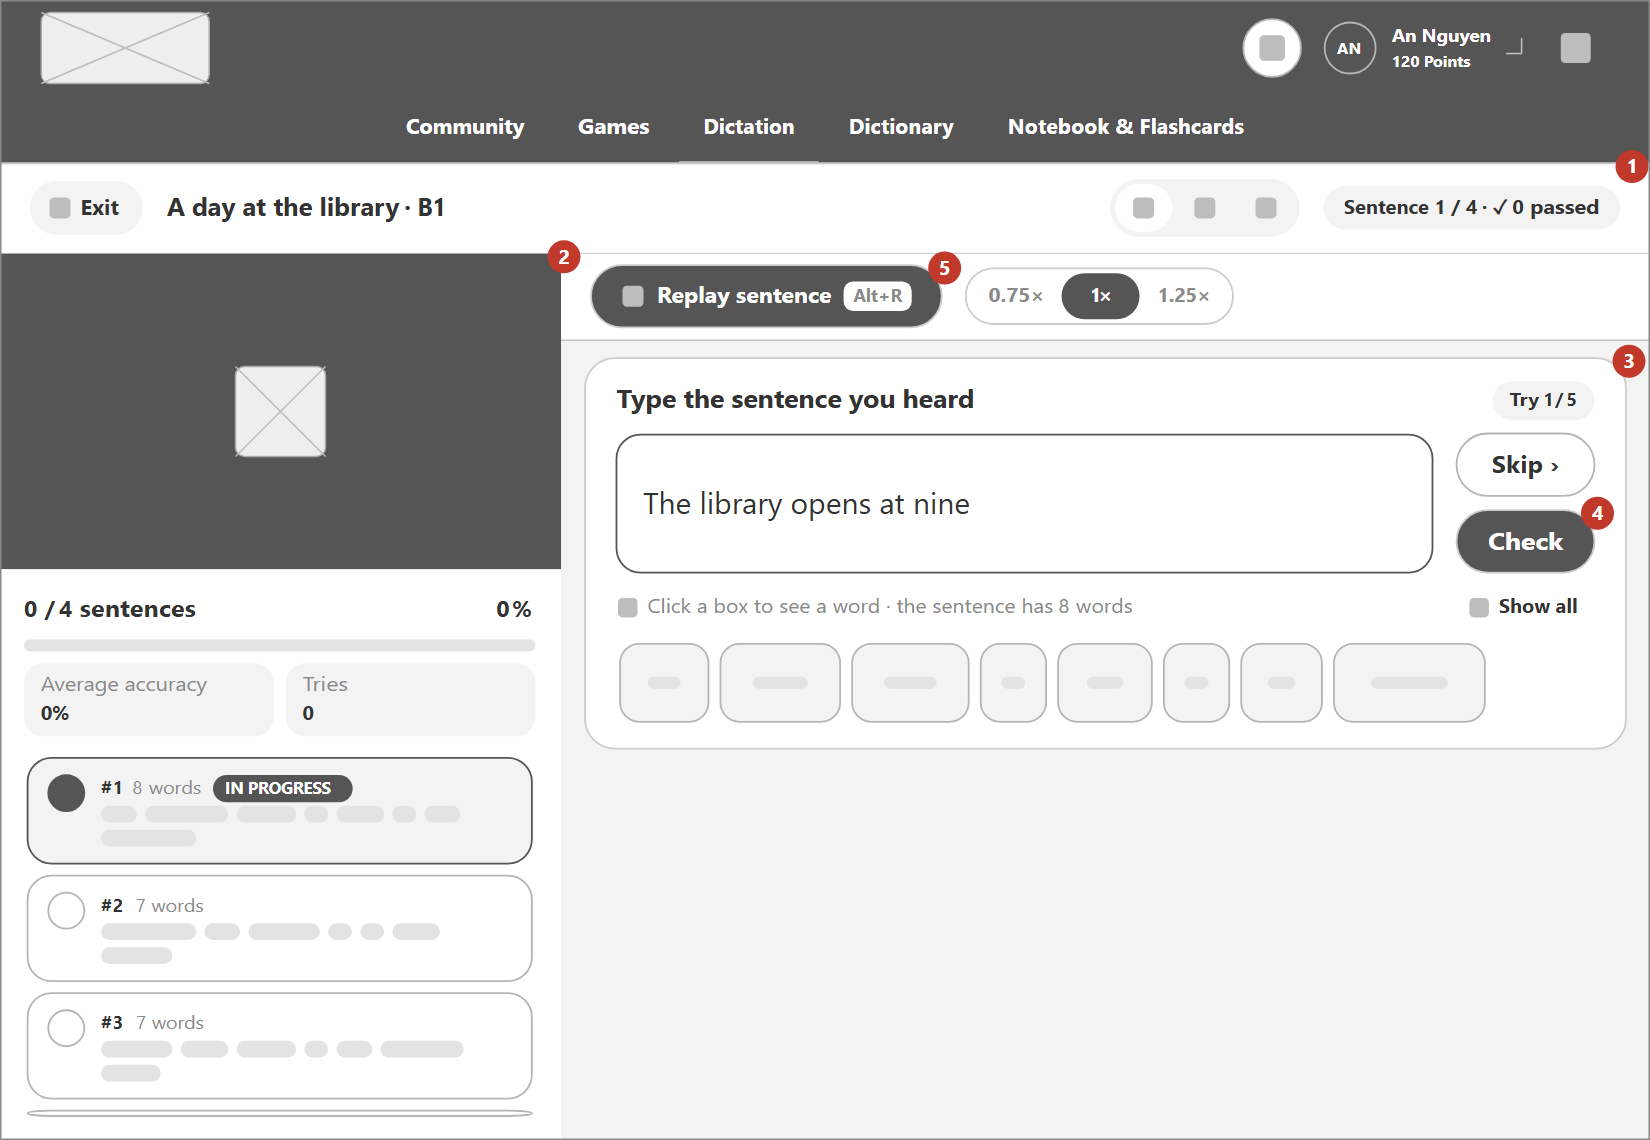 AN
An Nguyen
120 Points
Community Games Dictation Dictionary Notebook & Flashcards
1
Exit
A day at the library · B1
Sentence 1 / 4 · ✓ 0 passed
2
5
Replay sentence Alt+R
0.75× 1× 1.25×
3
Type the sentence you heard
Try 1 / 5
The library opens at nine
Skip ›
4
Check
Click a box to see a word · the sentence has 8 words
Show all
0 / 4 sentences 0%
Average accuracy
0%
Tries
0
#1 8 words IN PROGRESS
#2 7 words
#3 7 words